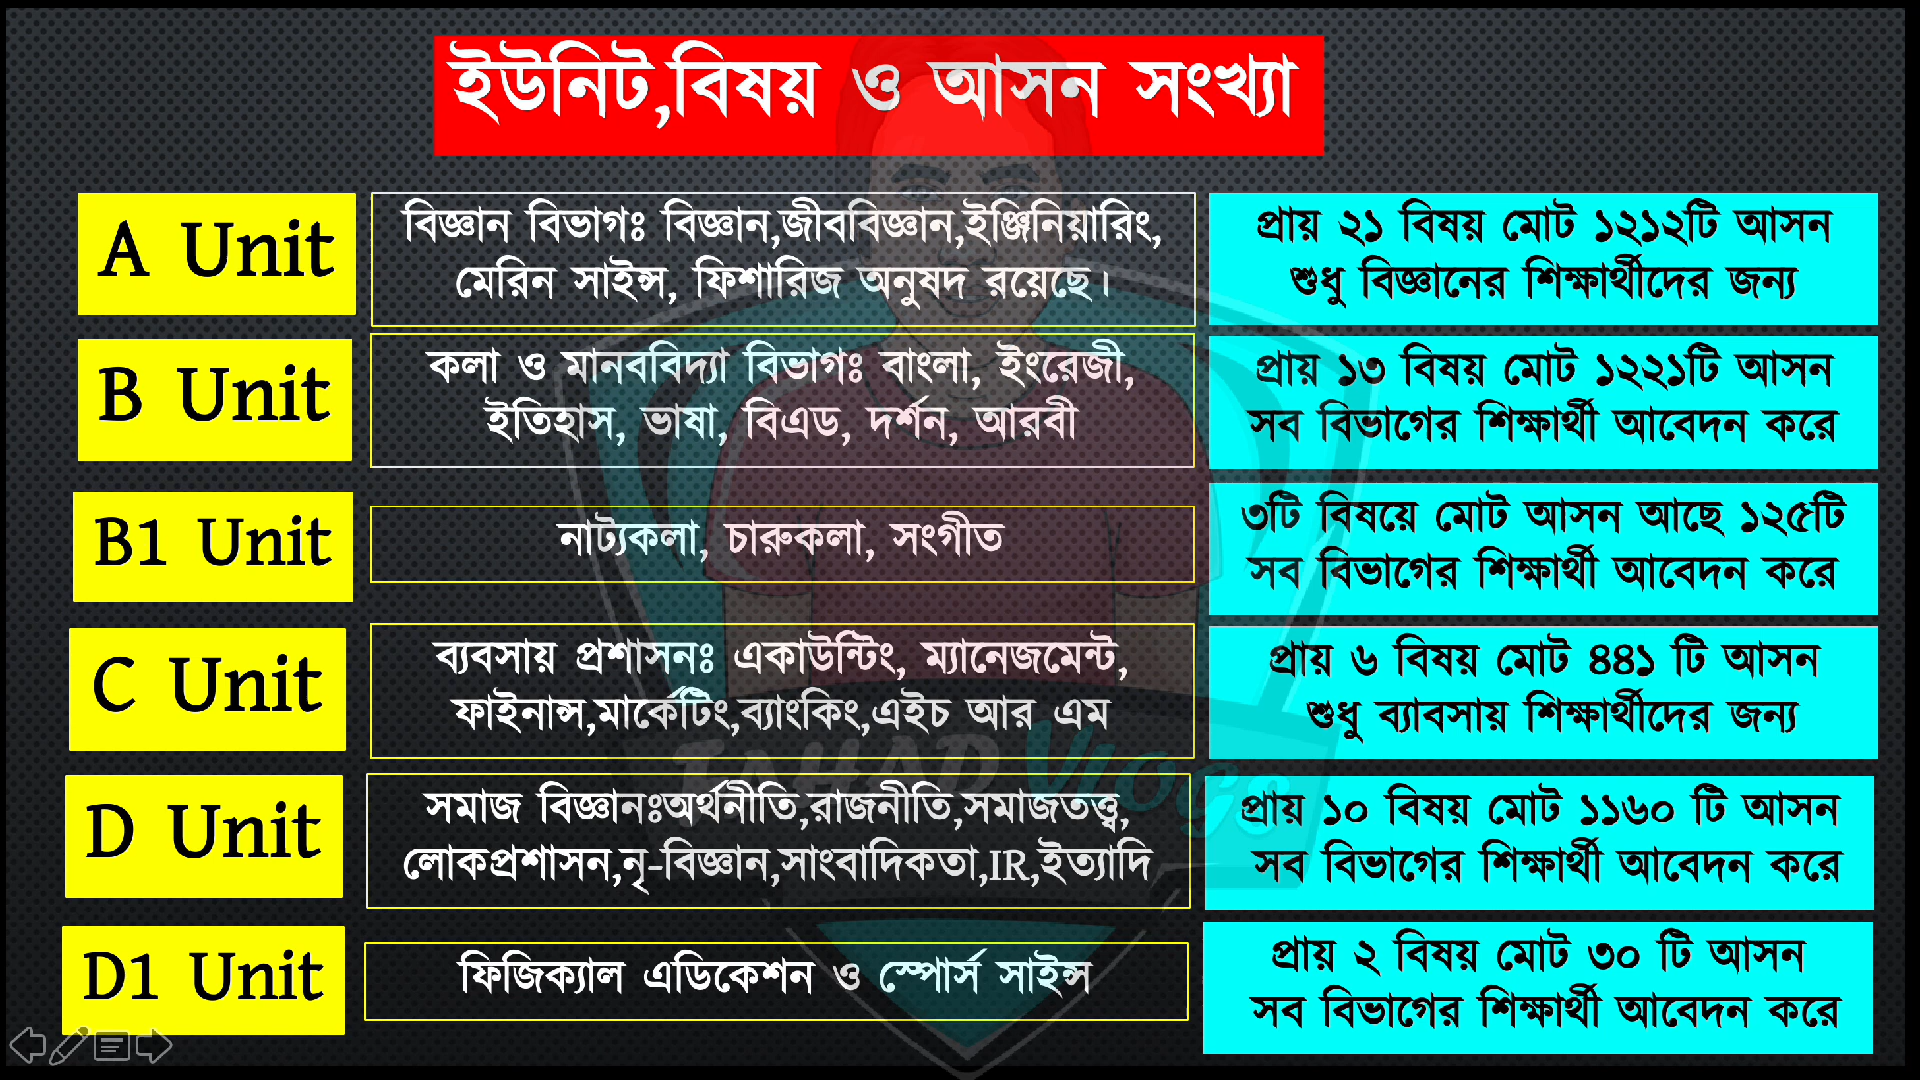 ইউনিট,বিষয় ও আসন সংখ্যা
A Unit
বিজ্ঞান বিভাগঃ বিজ্ঞান,জীববিজ্ঞান,ইঞ্জিনিয়ারিং,
মেরিন সাইন্স, ফিশারিজ অনুষদ রয়েছে।
প্রায় ২১ বিষয় মোট ১২১২টি আসন
শুধু বিজ্ঞানের শিক্ষার্থীদের জন্য
B Unit
কলা ও মানববিদ্যা বিভাগঃ বাংলা, ইংরেজী,
ইতিহাস, ভাষা, বিএড, দর্শন, আরবী
প্রায় ১৩ বিষয় মোট ১২২১টি আসন
সব বিভাগের শিক্ষার্থী আবেদন করে
B1 Unit
নাট্যকলা, চারুকলা, সংগীত
৩টি বিষয়ে মোট আসন আছে ১২৫টি
সব বিভাগের শিক্ষার্থী আবেদন করে
C Unit
ব্যবসায় প্রশাসনঃ একাউন্টিং, ম্যানেজমেন্ট,
ফাইনান্স,মার্কেটিং,ব্যাংকিং,এইচ আর এম
প্রায় ৬ বিষয় মোট ৪৪১ টি আসন
শুধু ব্যাবসায় শিক্ষার্থীদের জন্য
D Unit
সমাজ বিজ্ঞানঃঅর্থনীতি,রাজনীতি,সমাজতত্ত্ব,
লোকপ্রশাসন,নৃ-বিজ্ঞান,সাংবাদিকতা,IR,ইত্যাদি
প্রায় ১০ বিষয় মোট ১১৬০ টি আসন
সব বিভাগের শিক্ষার্থী আবেদন করে
D1 Unit
ফিজিক্যাল এডিকেশন ও স্পোর্স সাইন্স
প্রায় ২ বিষয় মোট ৩০ টি আসন
সব বিভাগের শিক্ষার্থী আবেদন করে
Vlogs